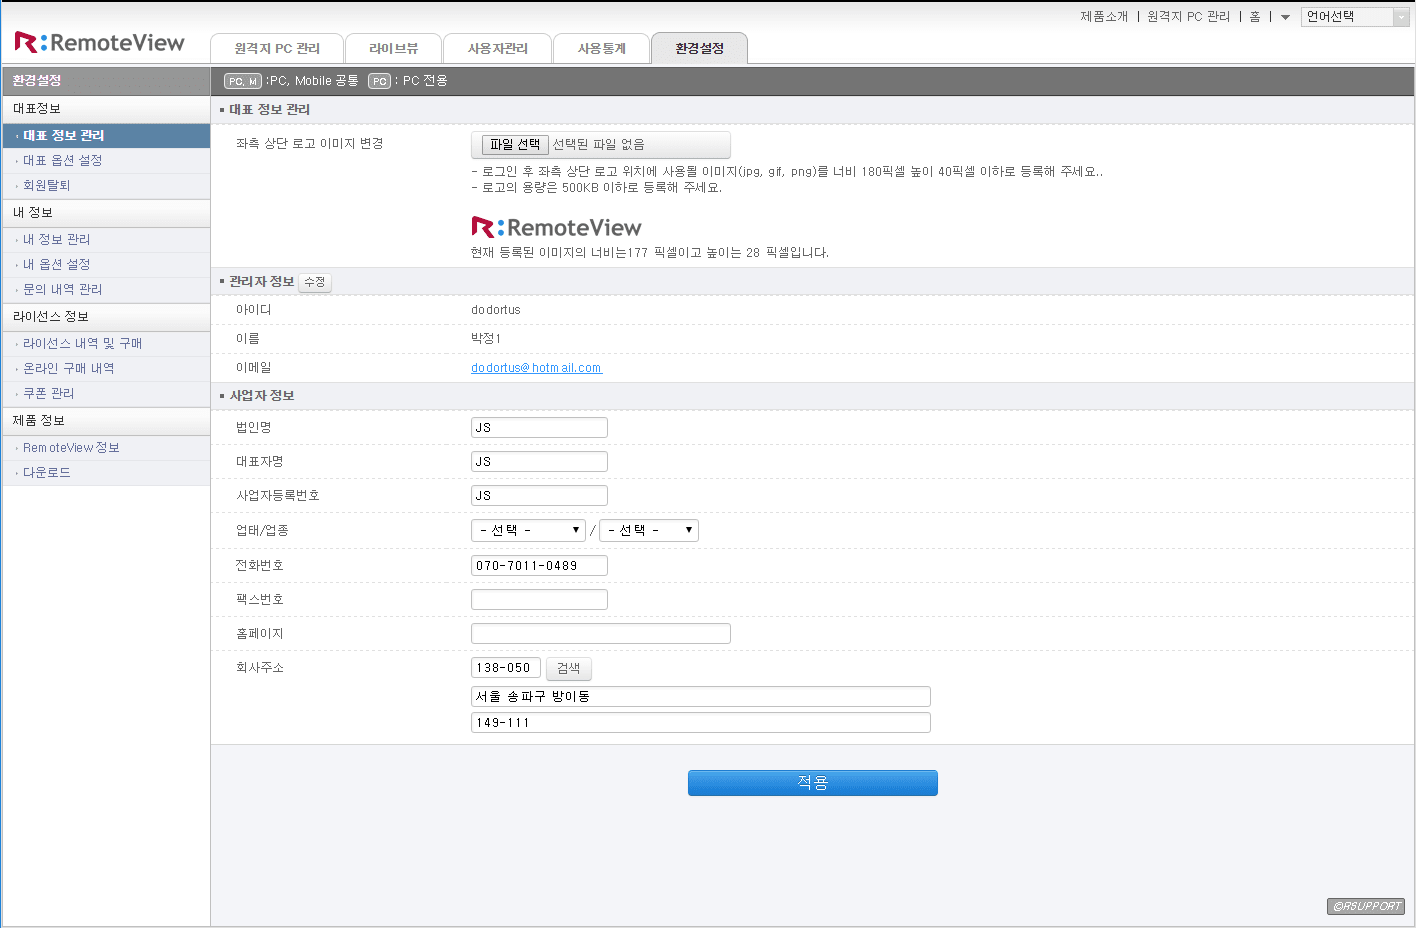 제품소개 | 원격지 PC 관리 | 홈 | 언어선택
R:RemoteView
원격지 PC 관리 라이브뷰 사용자관리 사용통계 환경설정
환경설정
PC, M :PC, Mobile 공통 PC : PC 전용
대표정보
대표 정보 관리
대표 옵션 설정
회원탈퇴
내 정보
내 정보 관리
내 옵션 설정
문의 내역 관리
라이선스 정보
라이선스 내역 및 구매
온라인 구매 내역
쿠폰 관리
제품 정보
RemoteView 정보
다운로드
대표 정보 관리
좌측 상단 로고 이미지 변경 파일 선택 선택된 파일 없음
- 로그인 후 좌측 상단 로고 위치에 사용될 이미지(jpg, gif, png)를 너비 180픽셀 높이 40픽셀 이하로 등록해 주세요..
- 로고의 용량은 500KB 이하로 등록해 주세요.
R:RemoteView
현재 등록된 이미지의 너비는177 픽셀이고 높이는 28 픽셀입니다.
관리자 정보 수정
아이디 dodortus
이름 박정1
이메일 dodortus@hotmail.com
사업자 정보
법인명 JS
대표자명 JS
사업자등록번호 JS
업태/업종 - 선택 - / - 선택 -
전화번호 070-7011-0489
팩스번호
홈페이지
회사주소 138-050 검색
서울 송파구 방이동
149-111
적용
©RSUPPORT